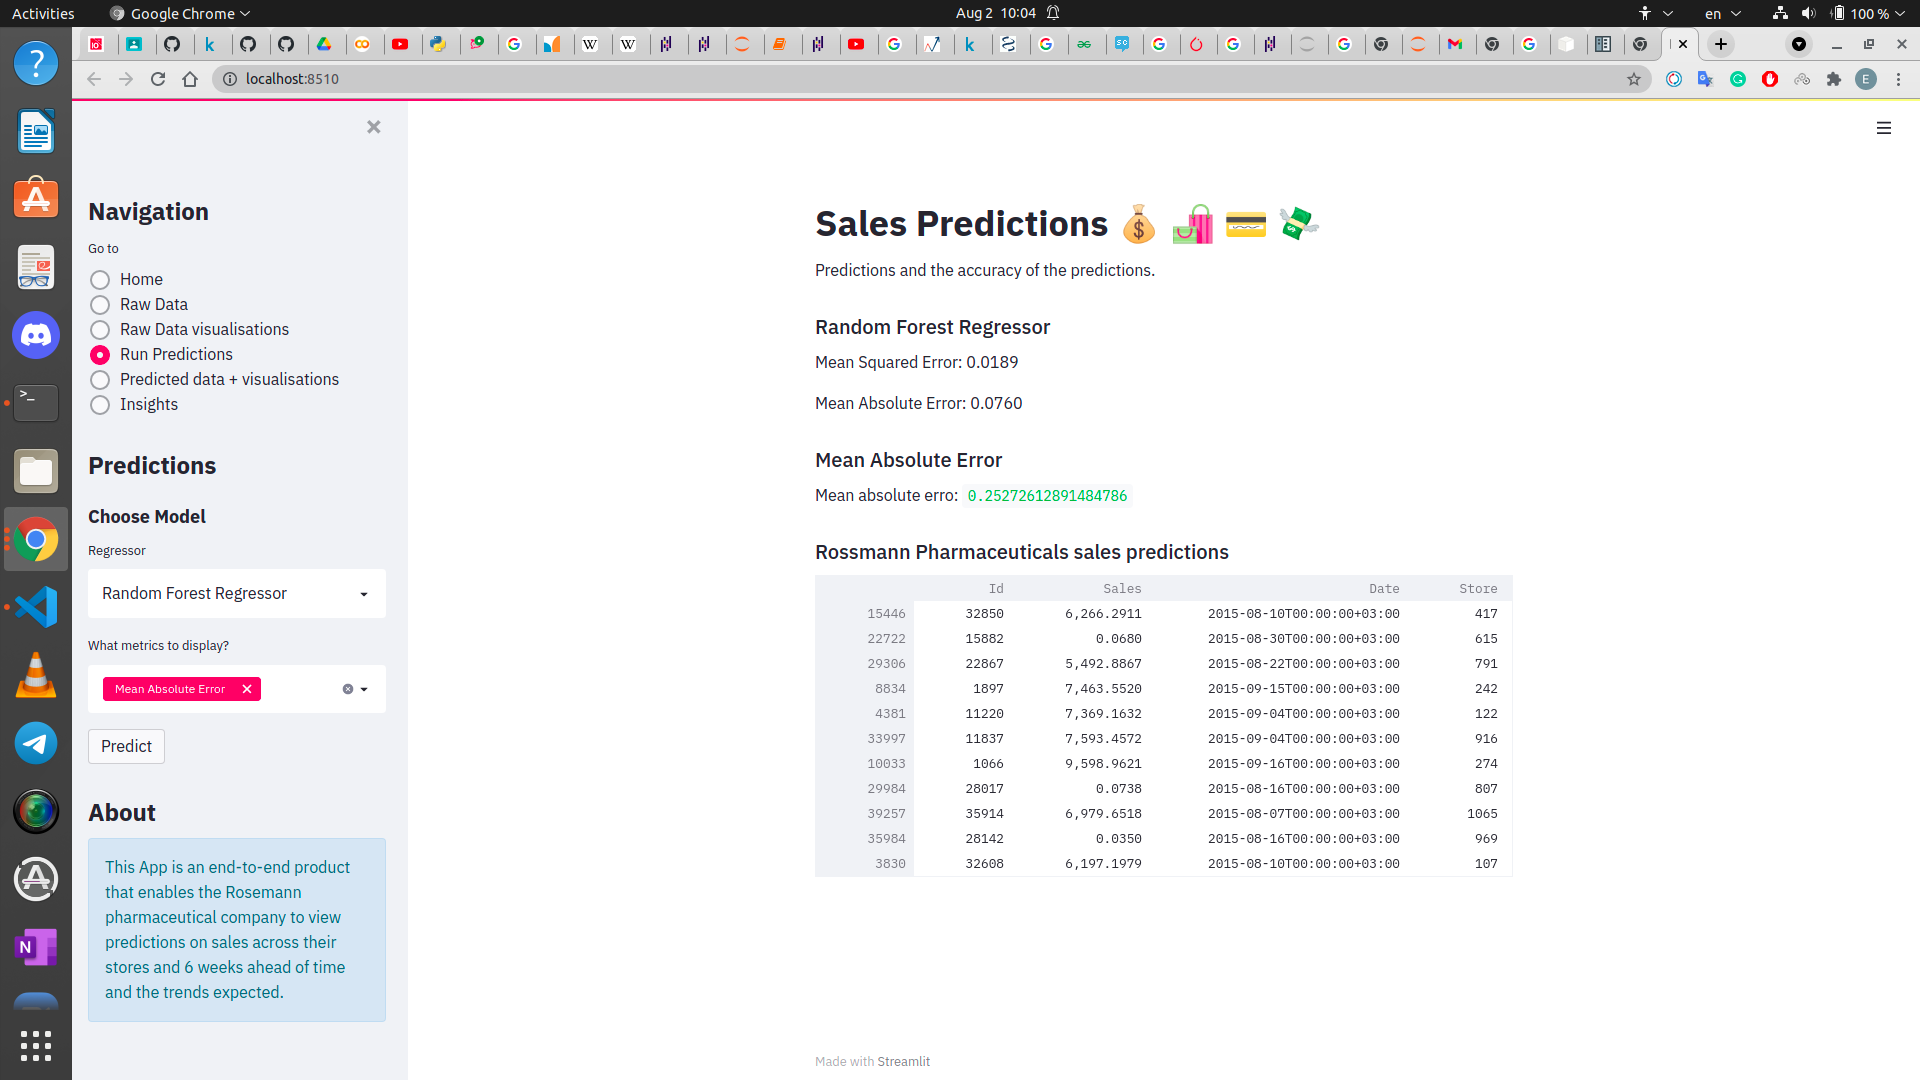 Activities
Google Chrome
Aug 2 10:04
en
100 %
localhost:8510
E
Navigation
Go to
Home
Raw Data
Raw Data visualisations
Run Predictions
Predicted data + visualisations
Insights
Predictions
Choose Model
Regressor
Random Forest Regressor
What metrics to display?
Mean Absolute Error
Predict
About
This App is an end-to-end product
that enables the Rosemann
pharmaceutical company to view
predictions on sales across their
stores and 6 weeks ahead of time
and the trends expected.
Sales Predictions
Predictions and the accuracy of the predictions.
Random Forest Regressor
Mean Squared Error: 0.0189
Mean Absolute Error: 0.0760
Mean Absolute Error
Mean absolute erro: 0.25272612891484786
Rossmann Pharmaceuticals sales predictions
Id Sales Date Store
15446 32850 6,266.2911 2015-08-10T00:00:00+03:00 417
22722 15882 0.0680 2015-08-30T00:00:00+03:00 615
29306 22867 5,492.8867 2015-08-22T00:00:00+03:00 791
8834 1897 7,463.5520 2015-09-15T00:00:00+03:00 242
4381 11220 7,369.1632 2015-09-04T00:00:00+03:00 122
33997 11837 7,593.4572 2015-09-04T00:00:00+03:00 916
10033 1066 9,598.9621 2015-09-16T00:00:00+03:00 274
29984 28017 0.0738 2015-08-16T00:00:00+03:00 807
39257 35914 6,979.6518 2015-08-07T00:00:00+03:00 1065
35984 28142 0.0350 2015-08-16T00:00:00+03:00 969
3830 32608 6,197.1979 2015-08-10T00:00:00+03:00 107
Made with Streamlit